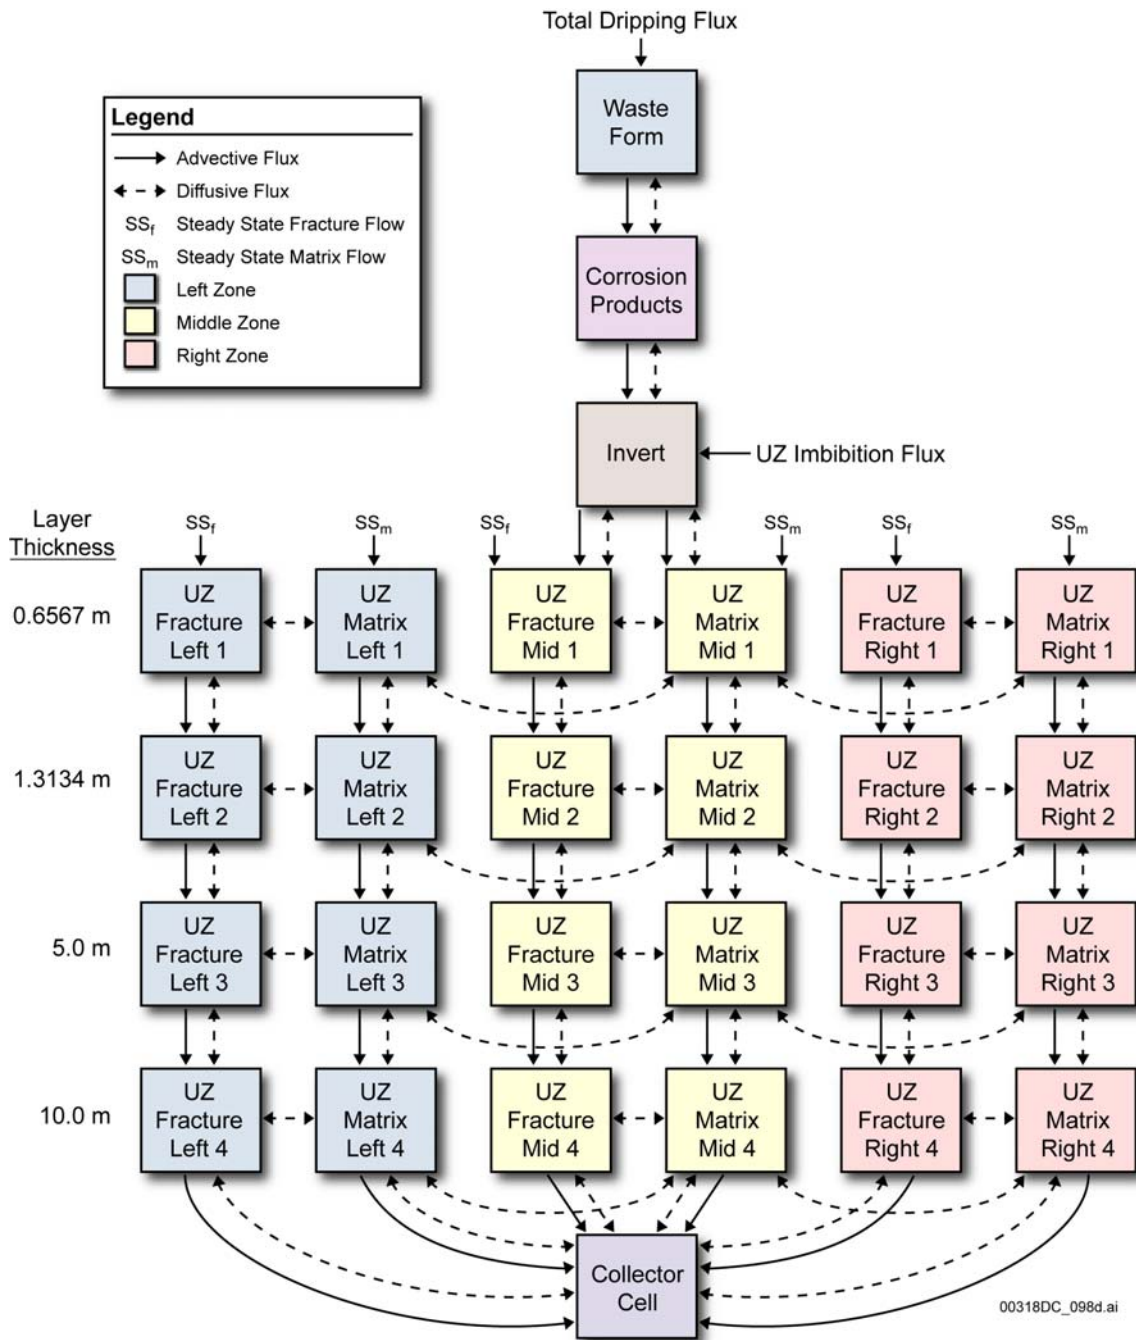 Total Dripping Flux
Waste
Form
Legend
Advective Flux
Diffusive Flux
SSf Steady State Fracture Flow
SSm Steady State Matrix Flow
Left Zone
Middle Zone
Right Zone
Corrosion
Products
Invert
UZ Imbibition Flux
Layer
Thickness
SSf
SSm
SSf
SSm
SSf
SSm
0.6567 m
UZ
Fracture
Left 1
UZ
Matrix
Left 1
UZ
Fracture
Mid 1
UZ
Matrix
Mid 1
UZ
Fracture
Right 1
UZ
Matrix
Right 1
1.3134 m
UZ
Fracture
Left 2
UZ
Matrix
Left 2
UZ
Fracture
Mid 2
UZ
Matrix
Mid 2
UZ
Fracture
Right 2
UZ
Matrix
Right 2
5.0 m
UZ
Fracture
Left 3
UZ
Matrix
Left 3
UZ
Fracture
Mid 3
UZ
Matrix
Mid 3
UZ
Fracture
Right 3
UZ
Matrix
Right 3
10.0 m
UZ
Fracture
Left 4
UZ
Matrix
Left 4
UZ
Fracture
Mid 4
UZ
Matrix
Mid 4
UZ
Fracture
Right 4
UZ
Matrix
Right 4
Collector
Cell
00318DC_098d.ai